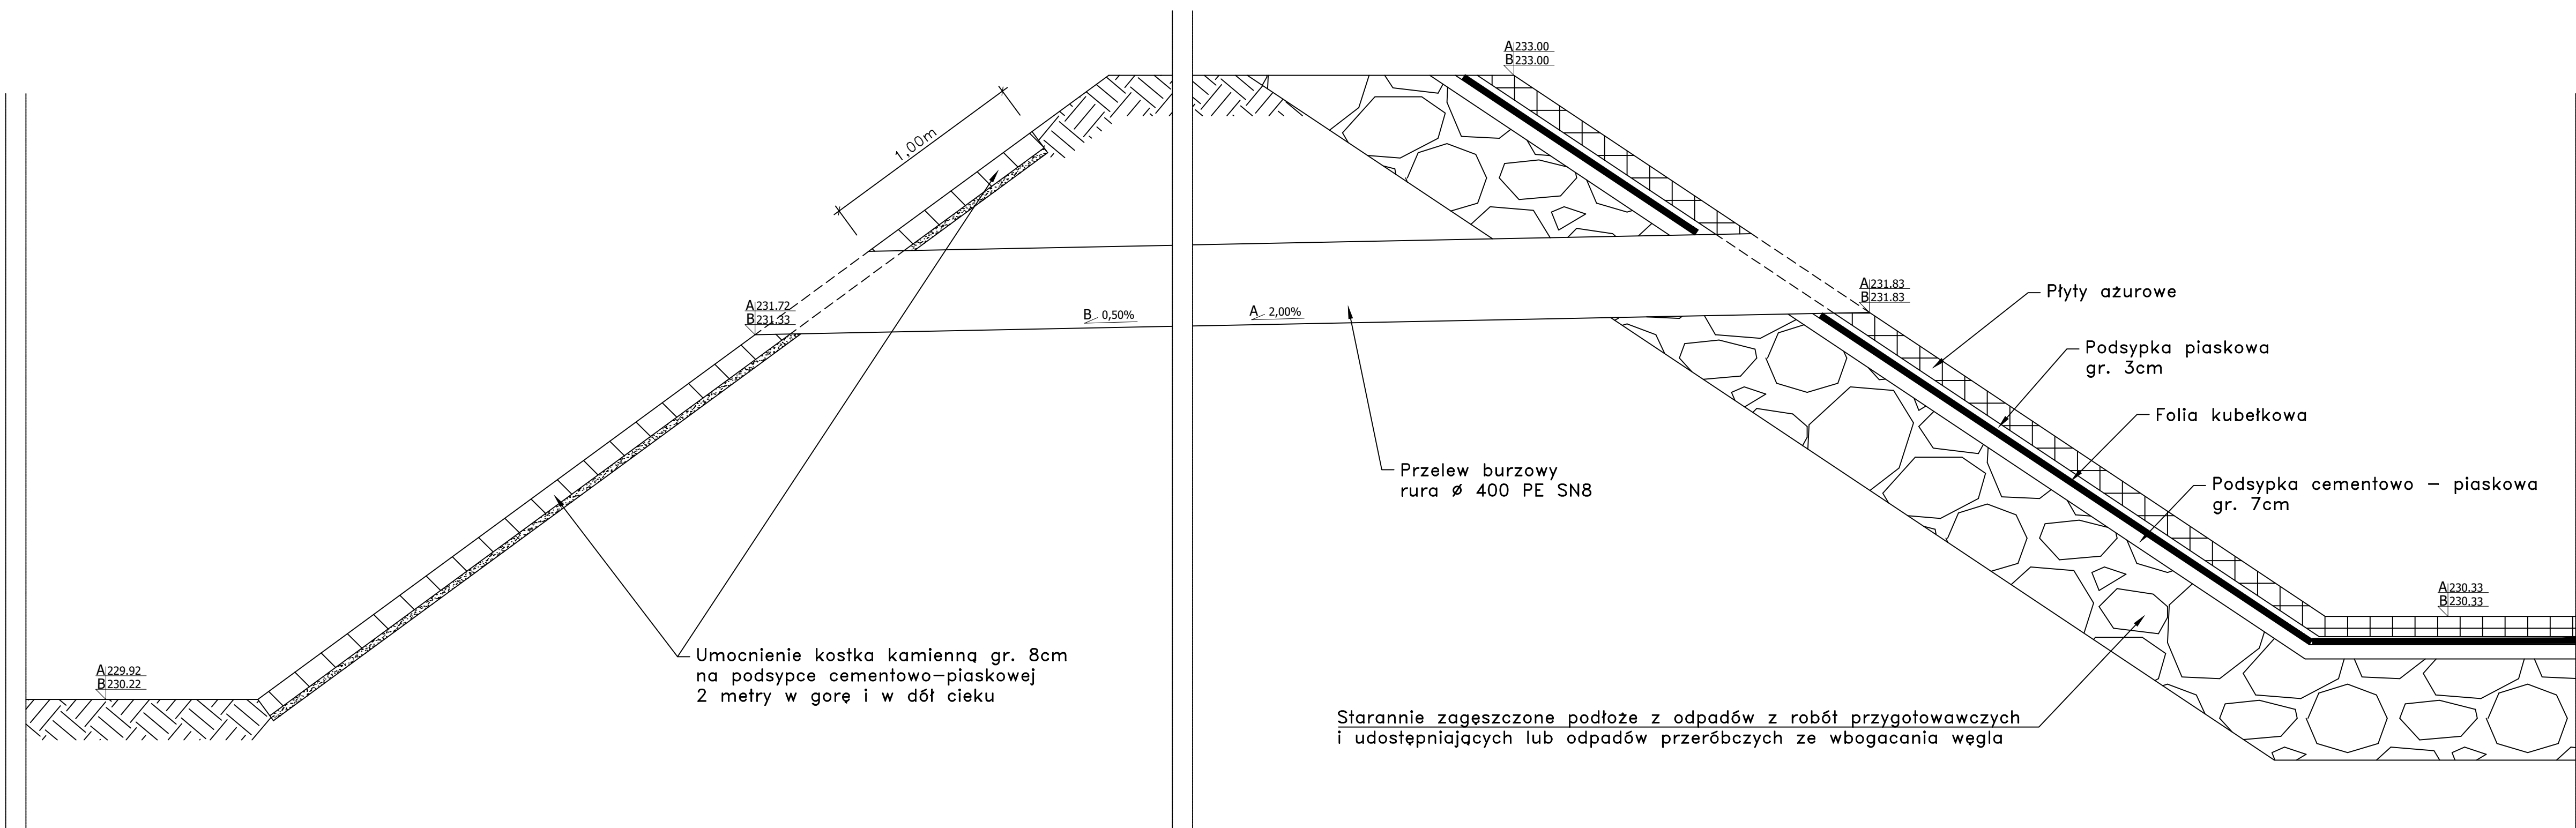 A 233.00
B 233.00
1,00m
A 231.72
B 231.33
B 0,50%
A 2,00%
A 231.83
B 231.83
Płyty ażurowe
Podsypka piaskowa
gr. 3cm
Folia kubełkowa
Przelew burzowy
rura ø 400 PE SN8
Podsypka cementowo – piaskowa
gr. 7cm
A 230.33
B 230.33
A 229.92
B 230.22
Umocnienie kostka kamienną gr. 8cm
na podsypce cementowo-piaskowej
2 metry w gorę i w dół cieku
Starannie zagęszczone podłoże z odpadów z robót przygotowawczych
i udostępniających lub odpadów przeróbczych ze wbogacania węgla